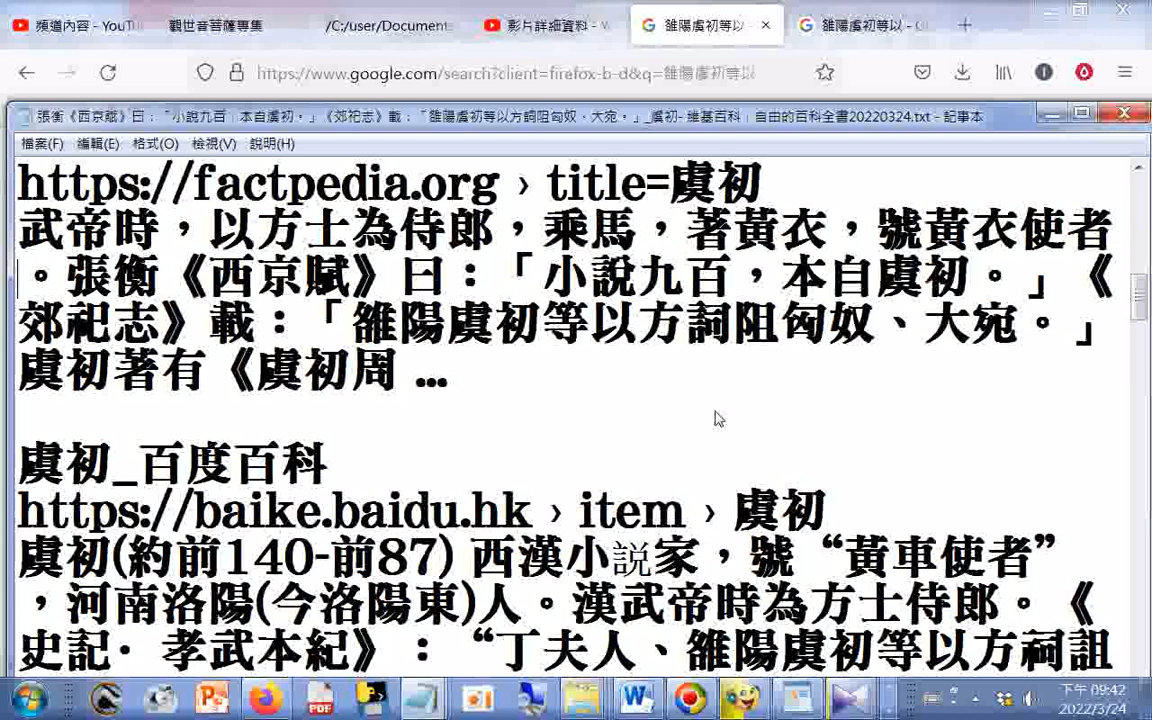 頻道內容 - YouTu
觀世音菩薩專集
/C:/user/Document
影片詳細資料 - Y
雒陽虞初等以
雒陽虞初等以 - G
https://www.google.com/search?client=firefox-b-d&q=雒陽虞初等以
張衡《西京賦》曰:「小說九百,本自虞初。」《郊祀志》載:「雒陽虞初等以方詞阻匈奴、大宛。」_虞初- 維基百科,自由的百科全書20220324.txt - 記事本
檔案(F) 編輯(E) 格式(O) 檢視(V) 說明(H)
https://factpedia.org › title=虞初
武帝時,以方士為侍郎,乘馬,著黃衣,號黃衣使者
。張衡《西京賦》曰:「小說九百,本自虞初。」《
郊祀志》載:「雒陽虞初等以方詞阻匈奴、大宛。」
虞初著有《虞初周 ...
虞初_百度百科
https://baike.baidu.hk › item › 虞初
虞初(約前140-前87) 西漢小説家,號“黃車使者”
,河南洛陽(今洛陽東)人。漢武帝時為方士侍郎。《
史記· 孝武本紀》:“丁夫人、雒陽虞初等以方祠詛
下午 09:42
2022/3/24